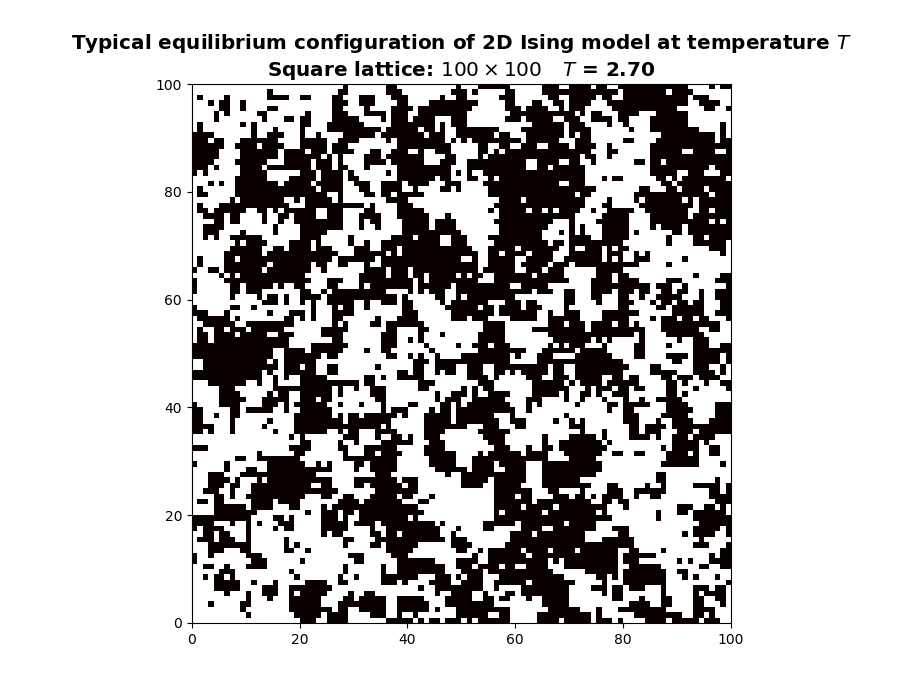 Typical equilibrium configuration of 2D Ising model at temperature T
Square lattice: 100 × 100 T = 2.70
100
80
60
40
20
0
0 20 40 60 80 100